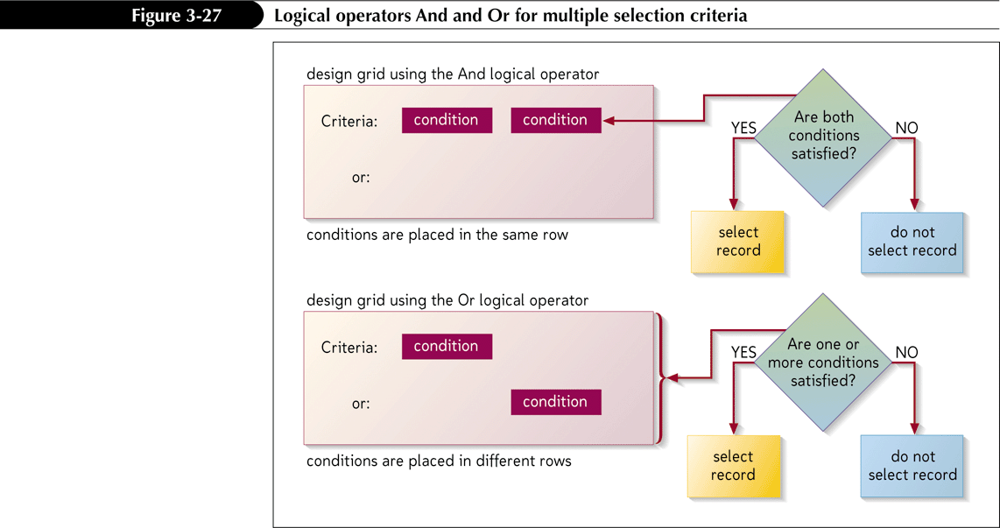 Figure 3-27 Logical operators And and Or for multiple selection criteria
design grid using the And logical operator
Criteria: condition condition
or:
conditions are placed in the same row
Are both
conditions
satisfied?
YES
NO
select
record
do not
select record
design grid using the Or logical operator
Criteria: condition
or: condition
conditions are placed in different rows
Are one or
more conditions
satisfied?
YES
NO
select
record
do not
select record